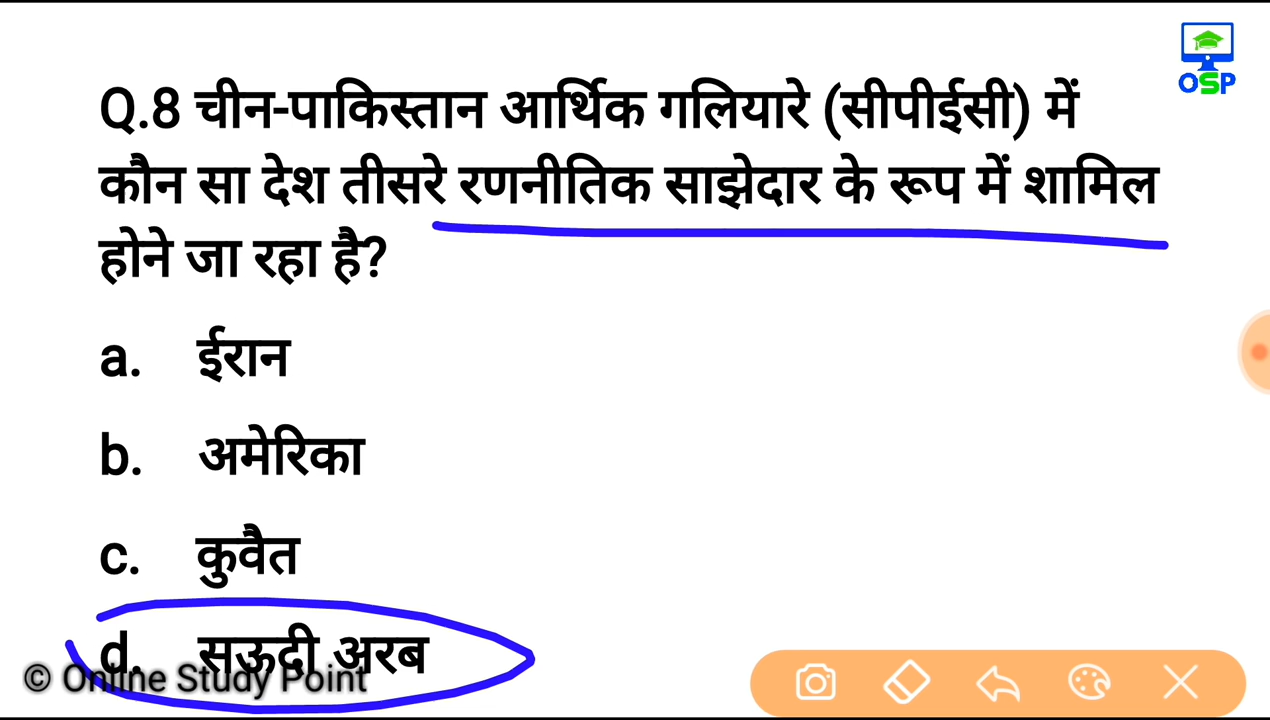 OSP
Q.8 चीन-पाकिस्तान आर्थिक गलियारे (सीपीईसी) में
कौन सा देश तीसरे रणनीतिक साझेदार के रूप में शामिल
होने जा रहा है?
a. ईरान
b. अमेरिका
c. कुवैत
d. सऊदी अरब
© Online Study Point